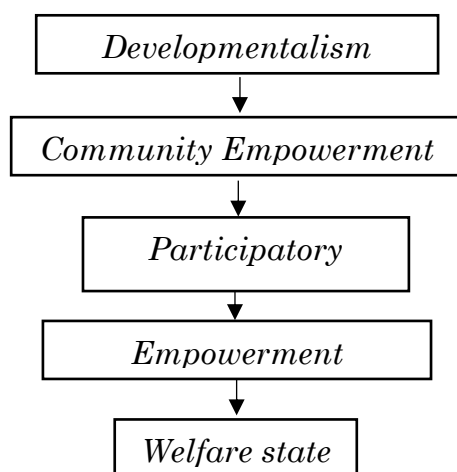 Developmentalism
Community Empowerment
Participatory
Empowerment
Welfare state